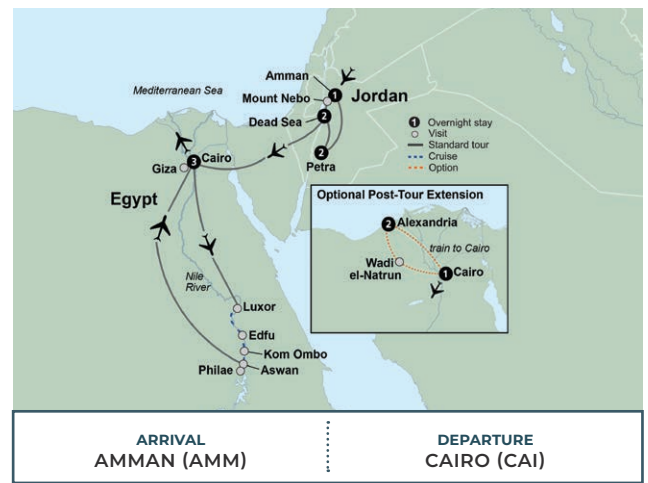 Mediterranean Sea
Amman
1
Jordan
Mount Nebo
Dead Sea
2
2
Petra
1 Overnight stay
Visit
Standard tour
Cruise
Option
3 Cairo
Giza
Egypt
Nile
River
Luxor
Edfu
Kom Ombo
Philae
Aswan
Optional Post-Tour Extension
2 Alexandria
train to Cairo
Wadi
el-Natrun
1 Cairo
ARRIVAL
AMMAN (AMM)
DEPARTURE
CAIRO (CAI)